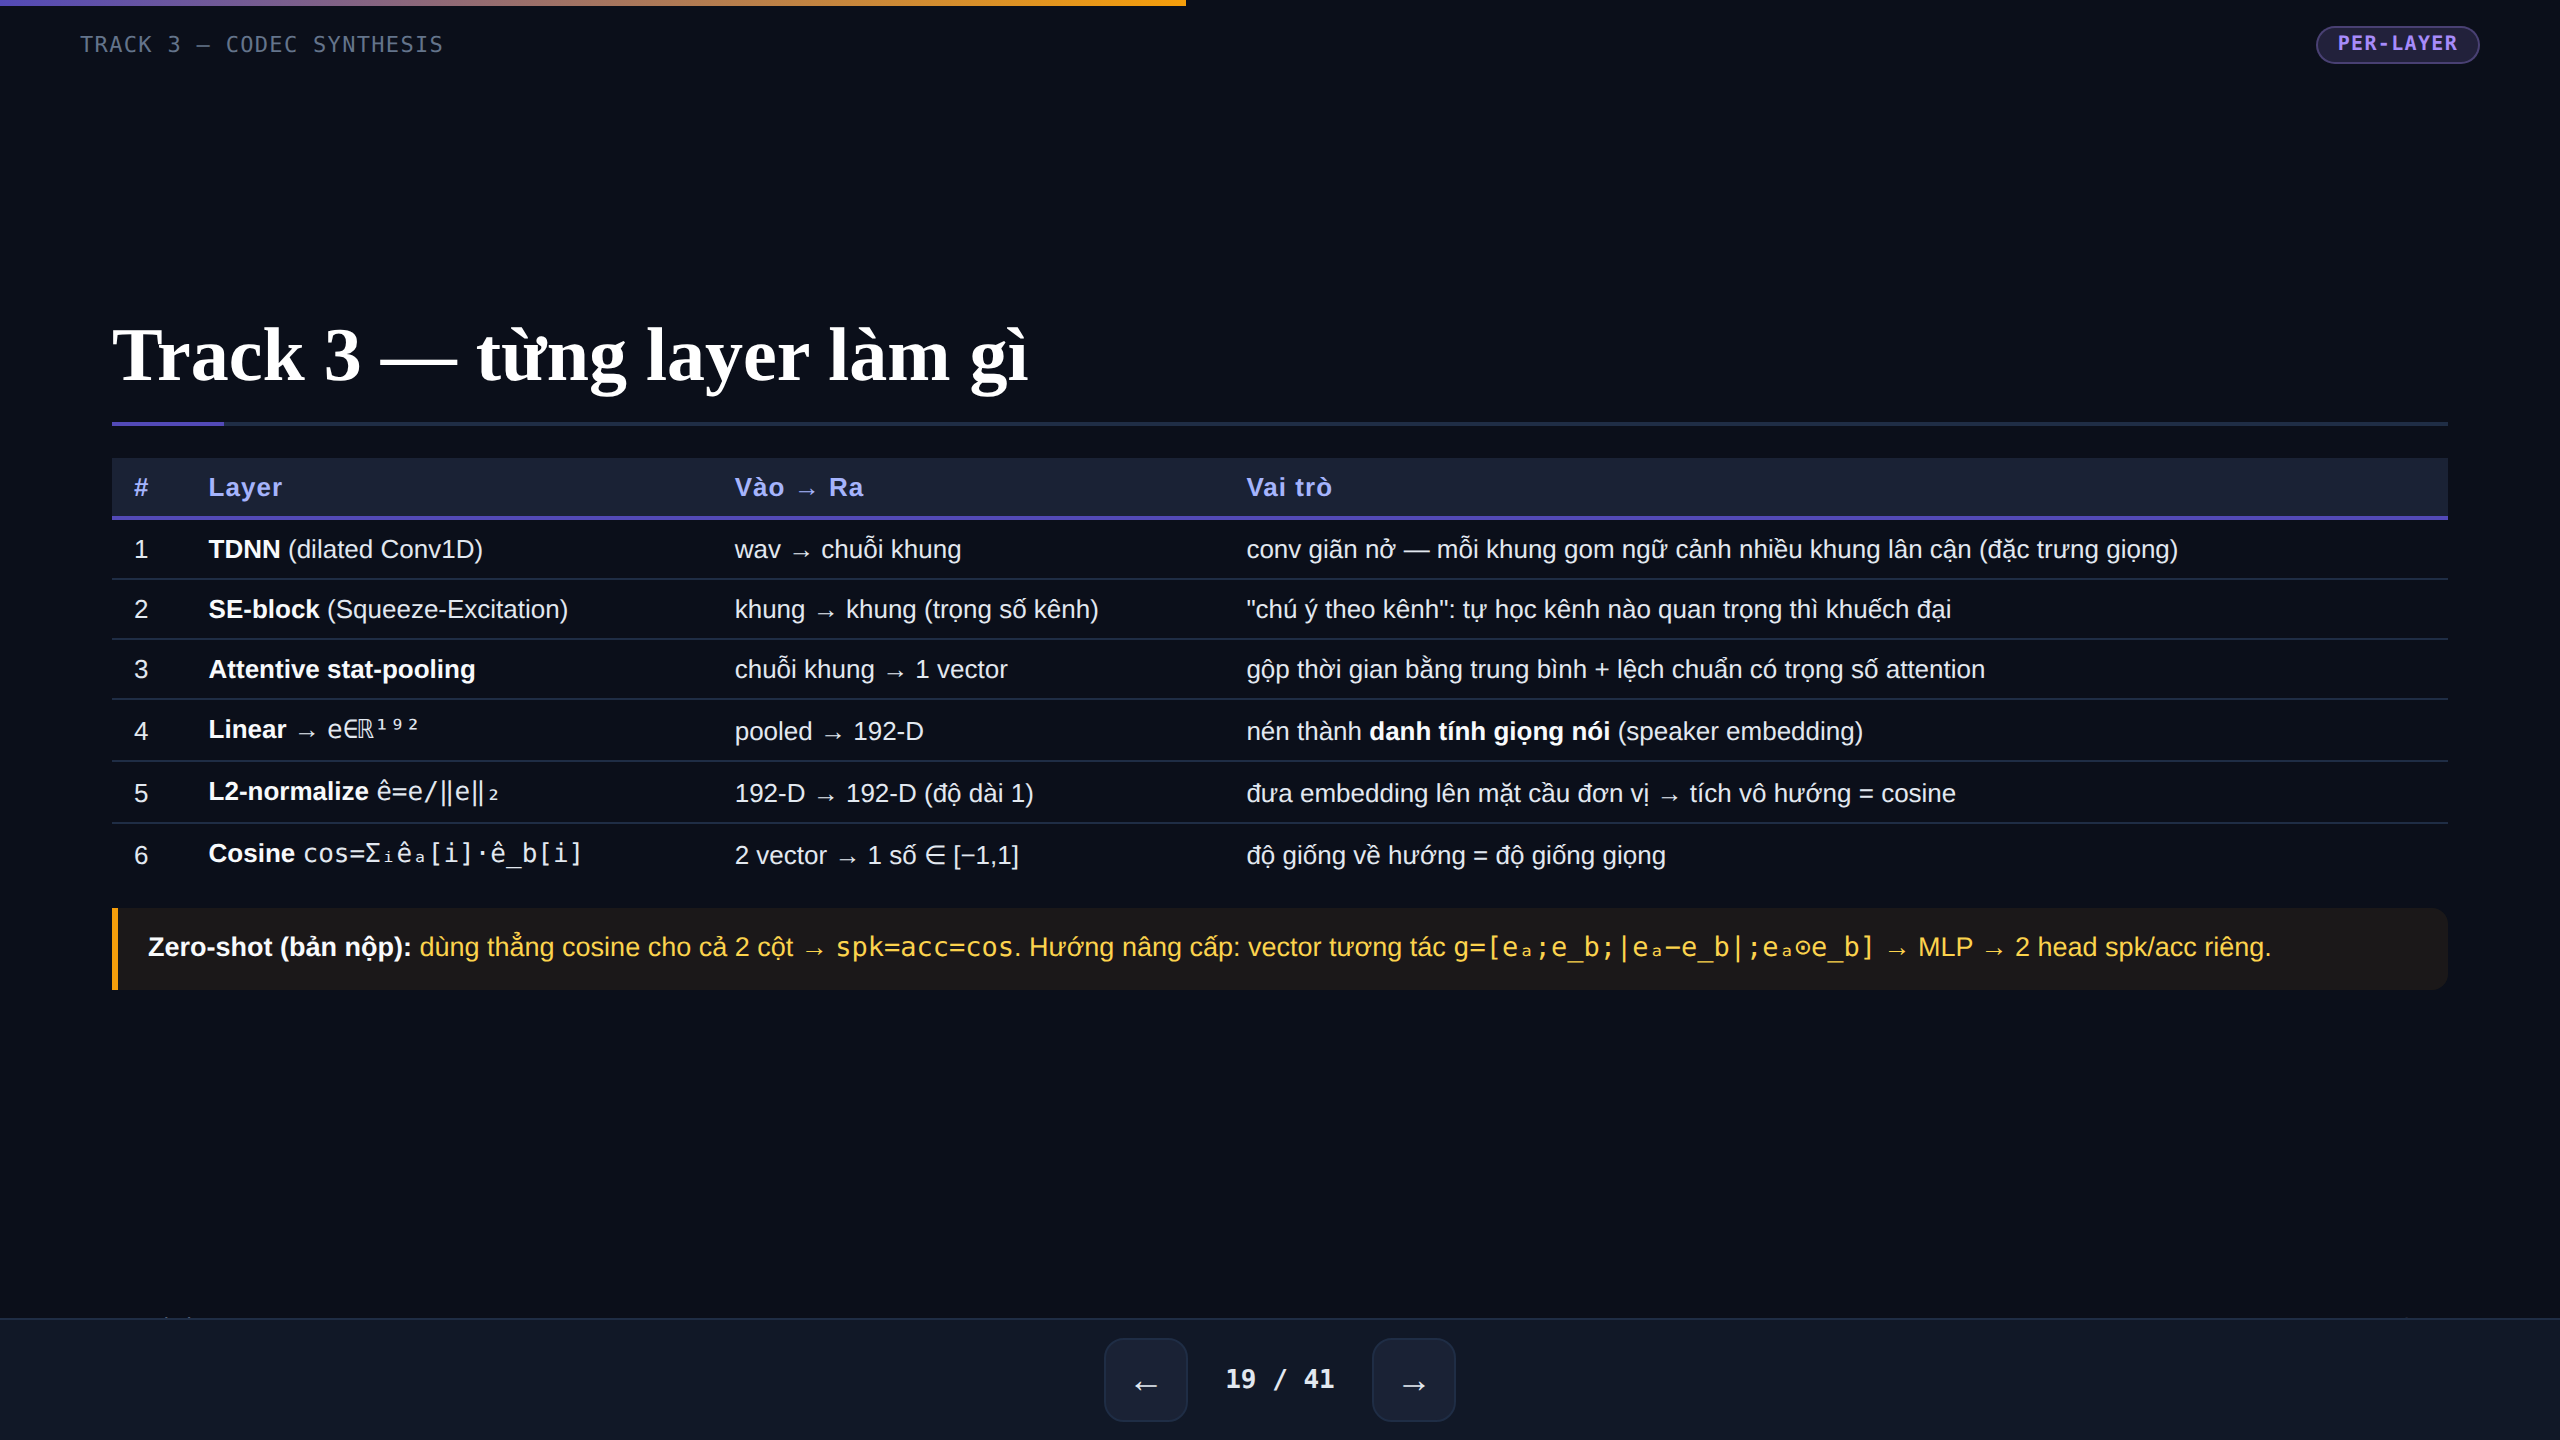 TRACK 3 — CODEC SYNTHESIS
PER-LAYER
Track 3 — từng layer làm gì
# Layer Vào → Ra Vai trò
1 TDNN (dilated Conv1D) wav → chuỗi khung conv giãn nở — mỗi khung gom ngữ cảnh nhiều khung lân cận (đặc trưng giọng)
2 SE-block (Squeeze-Excitation) khung → khung (trọng số kênh) "chú ý theo kênh": tự học kênh nào quan trọng thì khuếch đại
3 Attentive stat-pooling chuỗi khung → 1 vector gộp thời gian bằng trung bình + lệch chuẩn có trọng số attention
4 Linear → e∈ℝ¹⁹² pooled → 192-D nén thành danh tính giọng nói (speaker embedding)
5 L2-normalize ê=e/‖e‖₂ 192-D → 192-D (độ dài 1) đưa embedding lên mặt cầu đơn vị → tích vô hướng = cosine
6 Cosine cos=Σᵢêₐ[i]·ê_b[i] 2 vector → 1 số ∈ [−1,1] độ giống về hướng = độ giống giọng
Zero-shot (bản nộp): dùng thẳng cosine cho cả 2 cột → spk=acc=cos. Hướng nâng cấp: vector tương tác g=[eₐ;e_b;|eₐ−e_b|;eₐ⊙e_b] → MLP → 2 head spk/acc riêng.
← 19 / 41 →